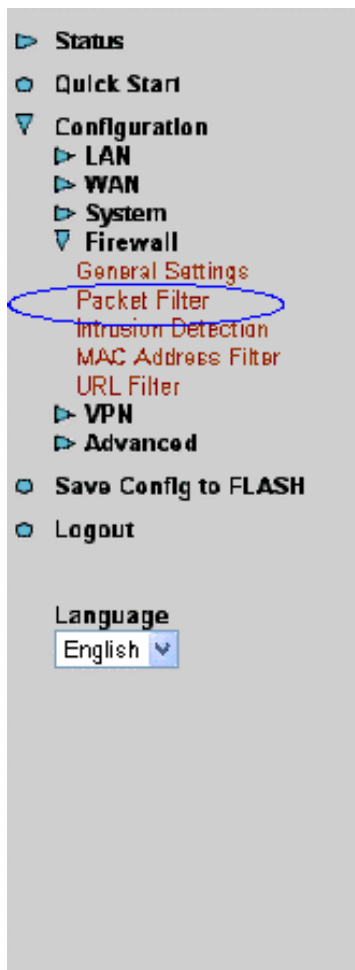 Status
Quick Start
Configuration
LAN
WAN
System
Firewall
General Settings
Packet Filter
Intrusion Detection
MAC Address Filter
URL Filter
VPN
Advanced
Save Config to FLASH
Logout
Language
English